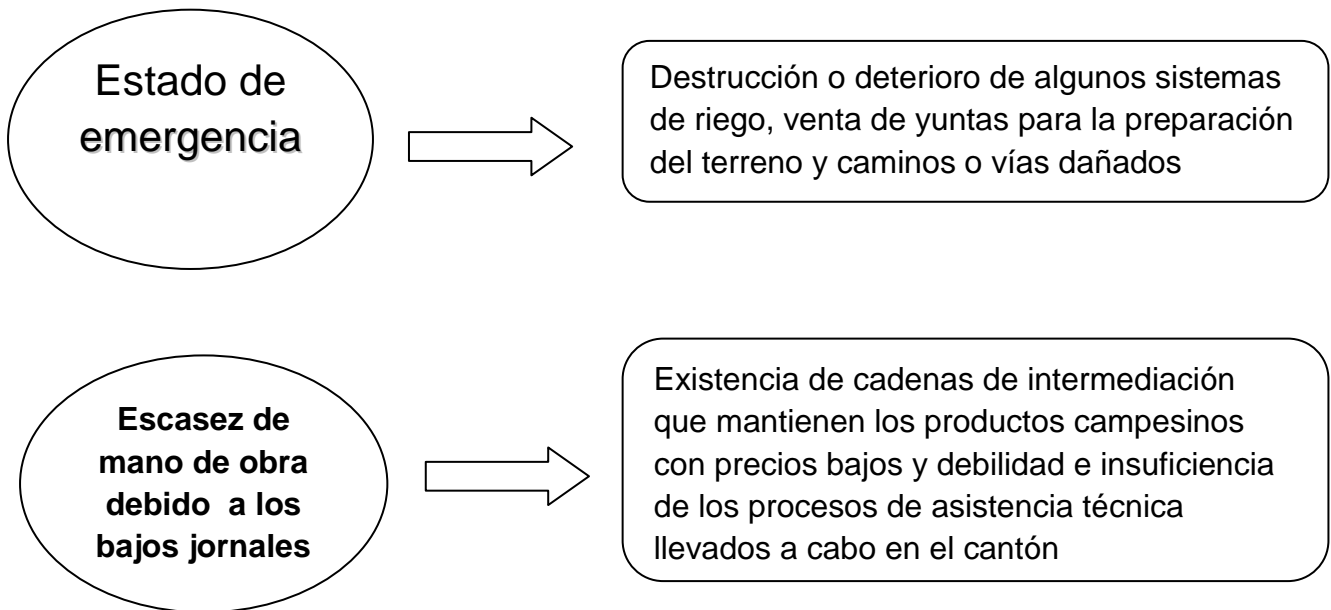 Estado de
emergencia
Destrucción o deterioro de algunos sistemas
de riego, venta de yuntas para la preparación
del terreno y caminos o vías dañados
Escasez de
mano de obra
debido a los
bajos jornales
Existencia de cadenas de intermediación
que mantienen los productos campesinos
con precios bajos y debilidad e insuficiencia
de los procesos de asistencia técnica
llevados a cabo en el cantón